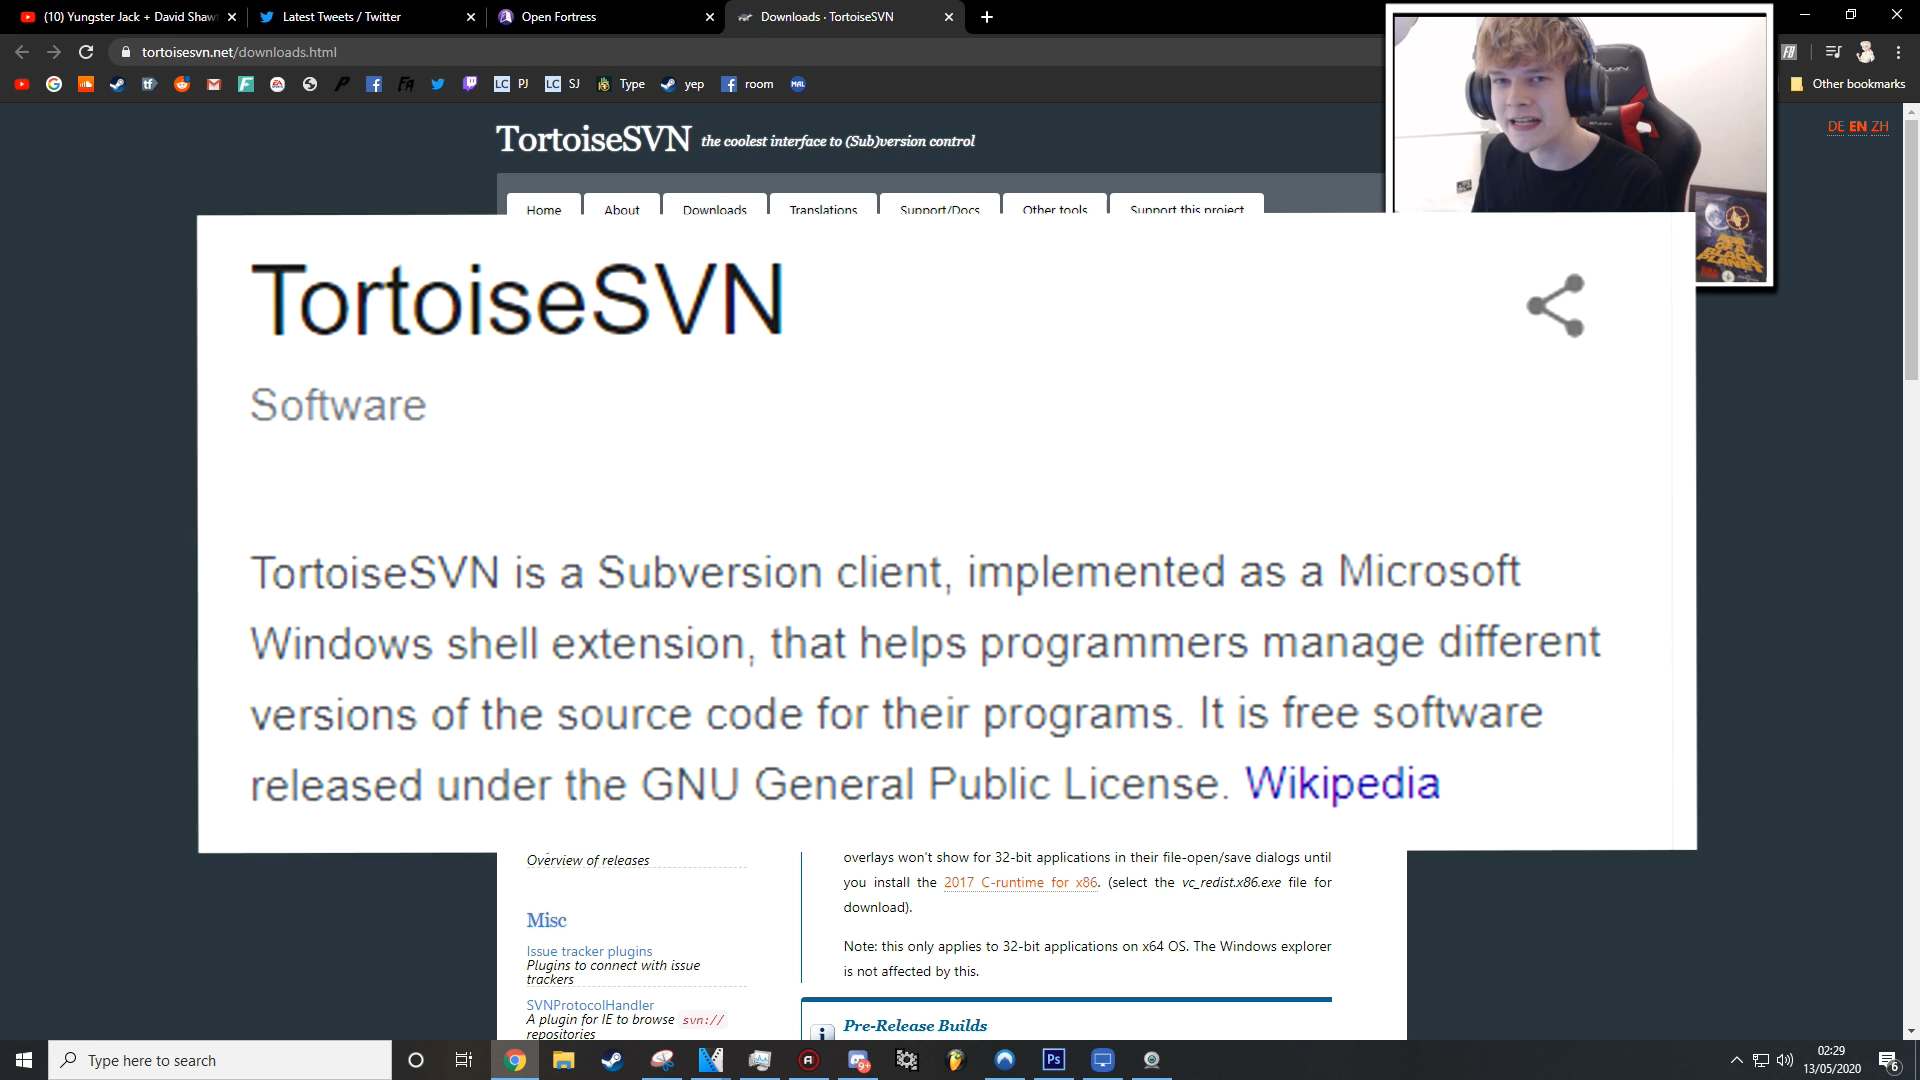 (10) Yungster Jack + David Shaw
Latest Tweets / Twitter
Open Fortress
Downloads · TortoiseSVN
tortoisesvn.net/downloads.html
PJ
SJ
Type
yep
room
Other bookmarks
TortoiseSVN the coolest interface to (Sub)version control
DE EN ZH
Home About Downloads Translations Support/Docs Other tools Support this project
TortoiseSVN
Software
TortoiseSVN is a Subversion client, implemented as a Microsoft
Windows shell extension, that helps programmers manage different
versions of the source code for their programs. It is free software
released under the GNU General Public License. Wikipedia
Overview of releases
Misc
Issue tracker plugins
Plugins to connect with issue
trackers
SVNProtocolHandler
A plugin for IE to browse svn://
repositories
overlays won't show for 32-bit applications in their file-open/save dialogs until
you install the 2017 C-runtime for x86. (select the vc_redist.x86.exe file for
download).
Note: this only applies to 32-bit applications on x64 OS. The Windows explorer
is not affected by this.
Pre-Release Builds
Type here to search
02:29
13/05/2020